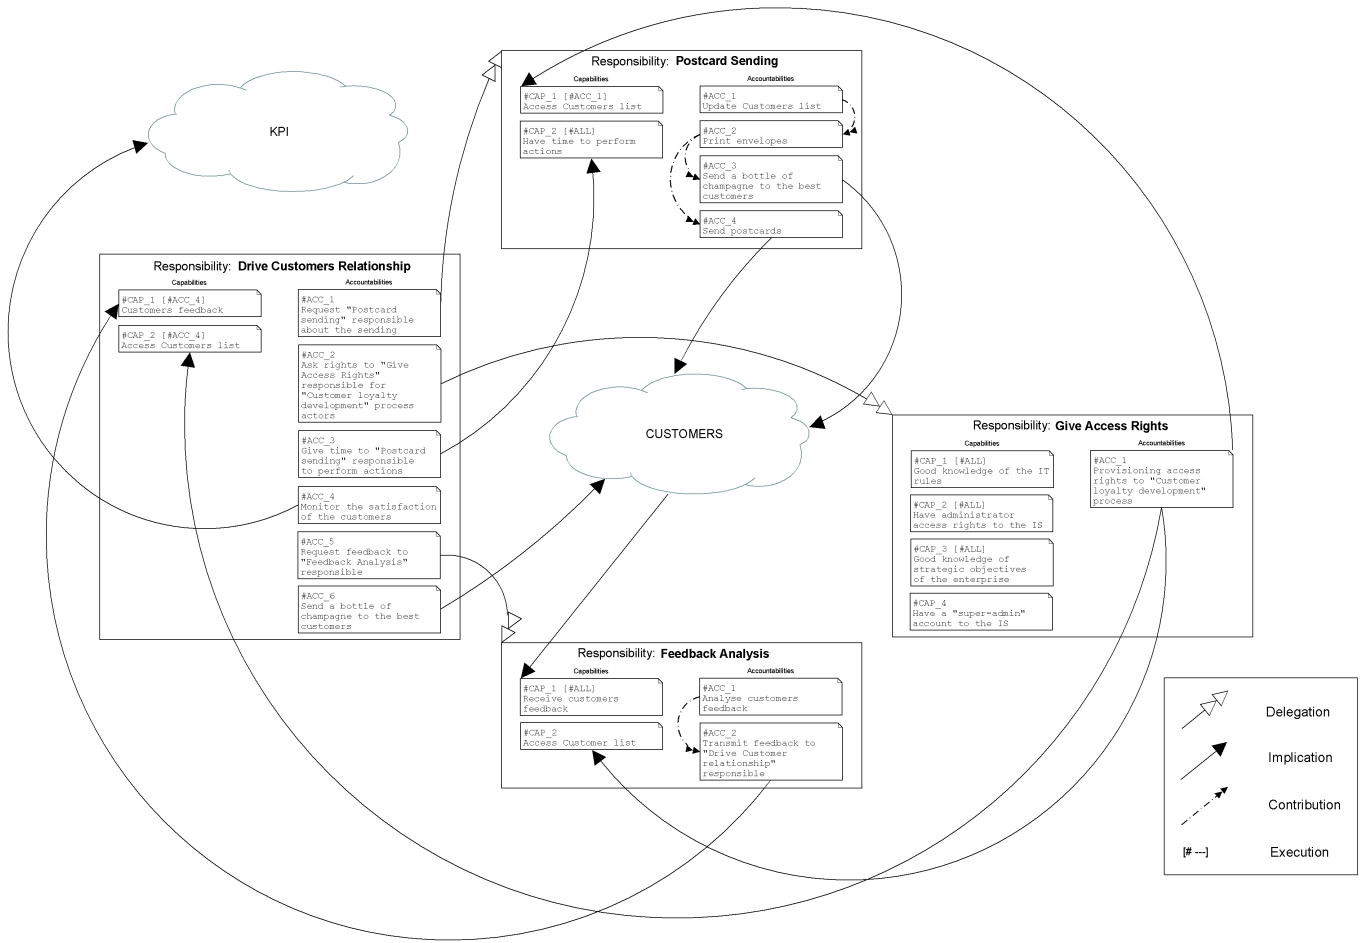 Responsibility: Postcard Sending
Capabilities
Accountabilities
#CAP_1 [#ACC_1]
Access Customers list
#CAP_2 [#ALL]
Have time to perform
actions
#ACC_1
Update Customers list
#ACC_2
Print envelopes
#ACC_3
Send a bottle of
champagne to the best
customers
#ACC_4
Send postcards
KPI
Responsibility: Drive Customers Relationship
Capabilities
Accountabilities
#CAP_1 [#ACC_4]
Customers feedback
#CAP_2 [#ACC_4]
Access Customers list
#ACC_1
Request "Postcard
sending" responsible
about the sending
#ACC_2
Ask rights to "Give
Access Rights"
responsible for
"Customer loyalty
development" process
actors
#ACC_3
Give time to "Postcard
sending" responsible
to perform actions
#ACC_4
Monitor the satisfaction
of the customers
#ACC_5
Request feedback to
"Feedback Analysis"
responsible
#ACC_6
Send a bottle of
champagne to the best
customers
CUSTOMERS
Responsibility: Give Access Rights
Capabilities
Accountabilities
#CAP_1 [#ALL]
Good knowledge of the IT
rules
#CAP_2 [#ALL]
Have administrator
access rights to the IS
#CAP_3 [#ALL]
Good knowledge of
strategic objectives
of the enterprise
#CAP_4
Have a "super-admin"
account to the IS
#ACC_1
Provisioning access
rights to "Customer
loyalty development"
process
Responsibility: Feedback Analysis
Capabilities
Accountabilities
#CAP_1 [#ALL]
Receive customers
feedback
#CAP_2
Access Customer list
#ACC_1
Analyse customers
feedback
#ACC_2
Transmit feedback to
"Drive Customer
relationship"
responsible
Delegation
Implication
Contribution
[# ---] Execution